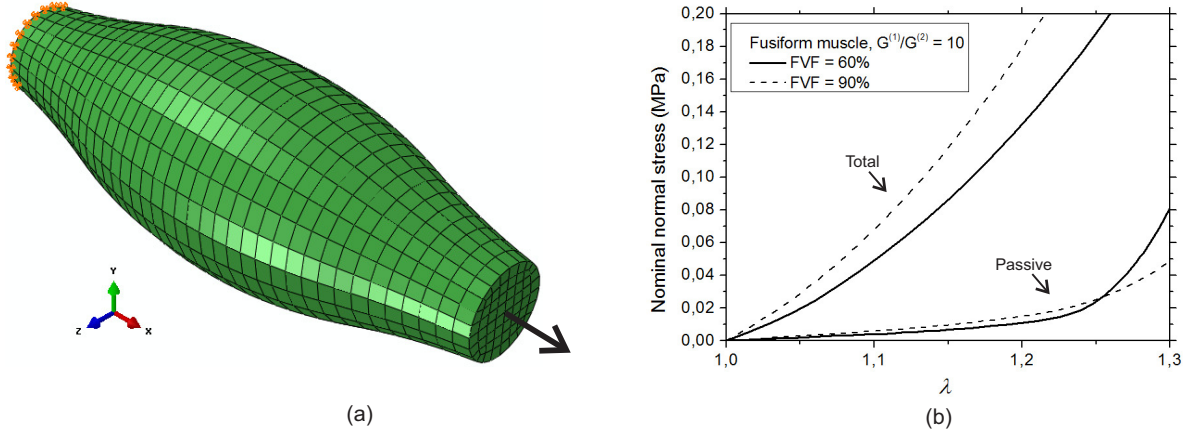 Y
Z
X
(a)
Nominal normal stress (MPa)
0,20
0,18
0,16
0,14
0,12
0,10
0,08
0,06
0,04
0,02
0,00
Fusiform muscle, G⁽¹⁾/G⁽²⁾ = 10
FVF = 60%
FVF = 90%
Total
Passive
1,0
1,1
1,2
1,3
λ
(b)